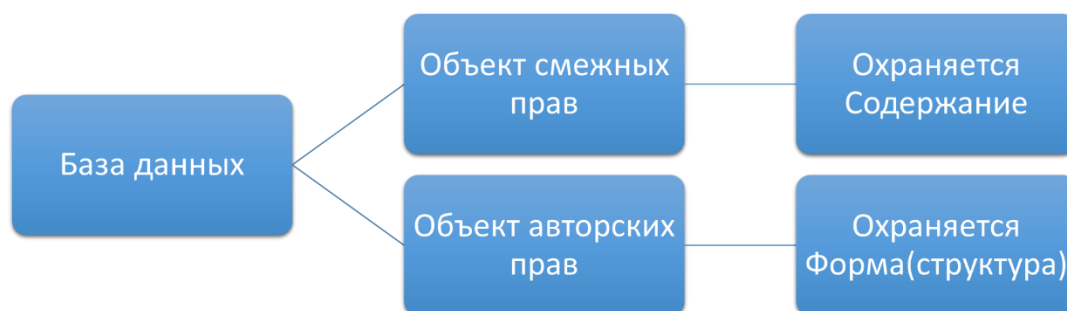 База данных
Объект смежных
прав
Охраняется
Содержание
Объект авторских
прав
Охраняется
Форма(структура)